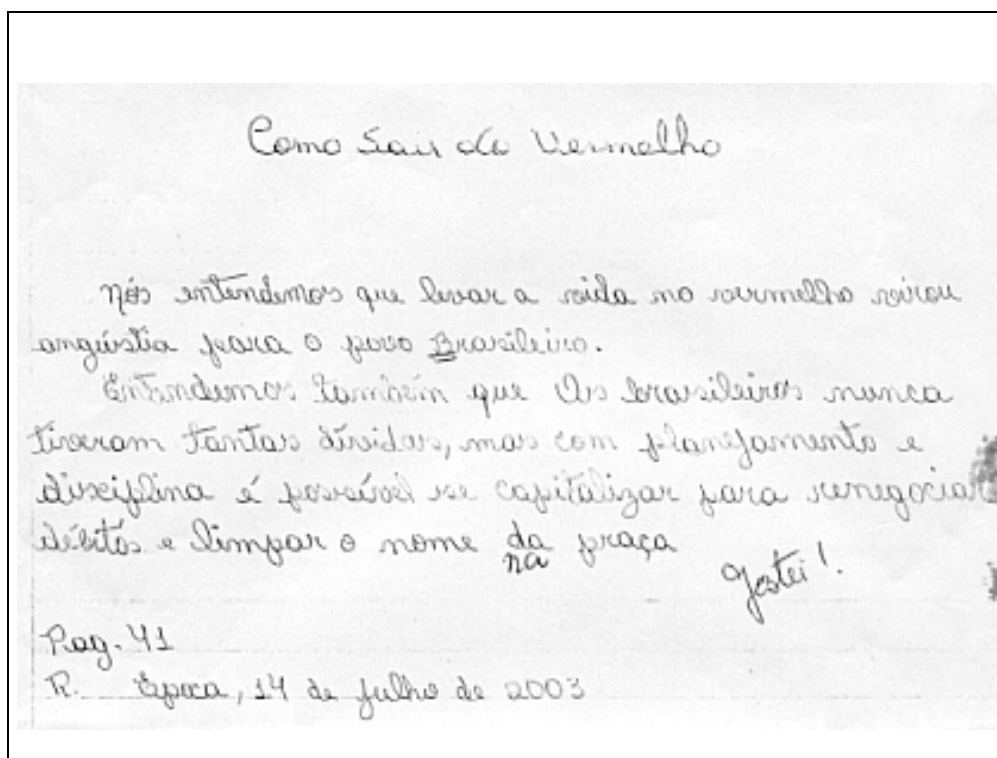 Como Sair do Vermelho
Nós entendemos que levar a vida no vermelho virou
angústia para o povo Brasileiro.
Entendemos também que Os brasileiros nunca
tiveram tantas dívidas, mas com planejamento e
disciplina é possível se capitalizar para renegociar
débitos e limpar o nome da praça
na
Gostei!
Pag. 41
R. Época, 14 de julho de 2003